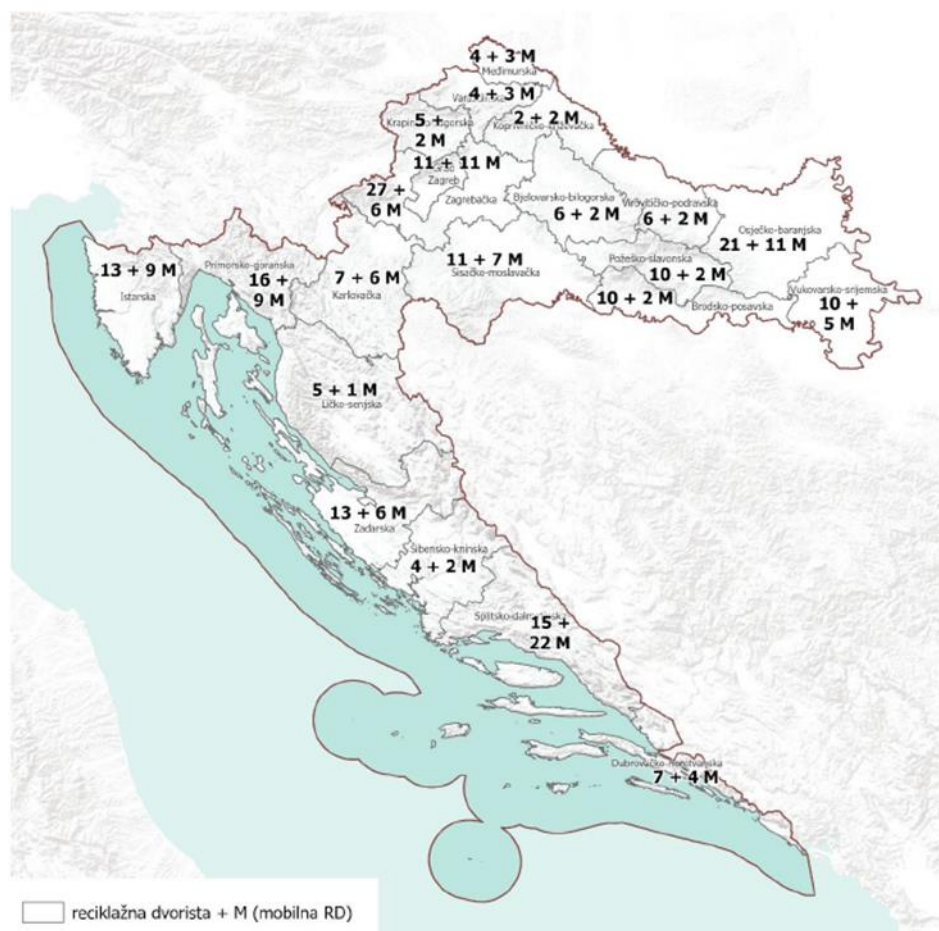 4 + 3 M
Međimurska
4 + 3 M
5 +
2 M
2 + 2 M
11 + 11 M
Grad
Zagreb
27 +
6 M
Zagrebačka
Bjelovarsko-bilogorska
6 + 2 M
Virovitičko-podravska
6 + 2 M
Osječko-baranjska
21 + 11 M
11 + 7 M
Sisačko-moslavačka
Požeško-slavonska
10 + 2 M
10 + 2 M
Brodsko-posavska
Vukovarsko-srijemska
10 +
5 M
13 + 9 M
Istarska
Primorsko-goranska
16 +
9 M
7 + 6 M
Karlovačka
5 + 1 M
Ličko-senjska
13 + 6 M
Zadarska
Šibensko-kninska
4 + 2 M
15 +
22 M
7 + 4 M
reciklažna dvorista + M (mobilna RD)